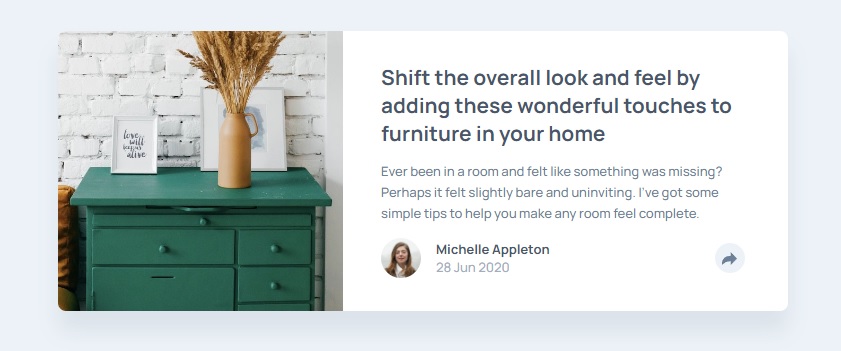 love
will
alive
Shift the overall look and feel by
adding these wonderful touches to
furniture in your home
Ever been in a room and felt like something was missing?
Perhaps it felt slightly bare and uninviting. I've got some
simple tips to help you make any room feel complete.
Michelle Appleton
28 Jun 2020